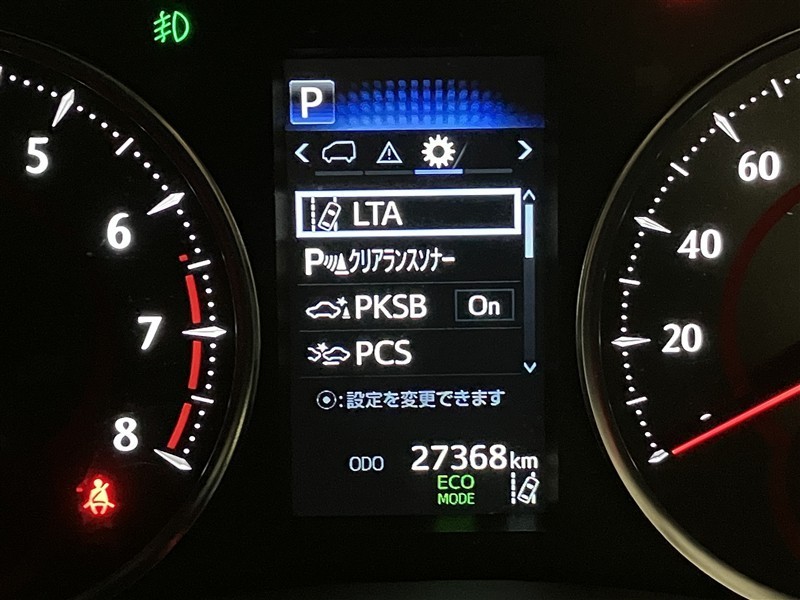 P
LTA
Pクリアランスソナー
PKSB On
PCS
:設定を変更できます
ODO 27368km
ECO
MODE
5
6
7
8
60
40
20